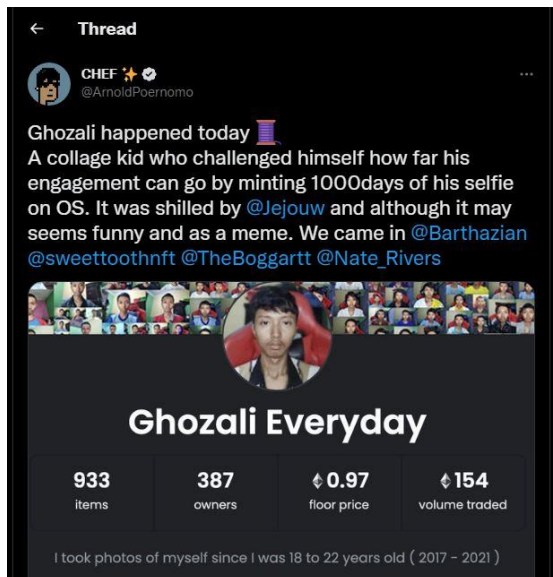 Thread
CHEF
@ArnoldPoernomo
Ghozali happened today
A collage kid who challenged himself how far his
engagement can go by minting 1000days of his selfie
on OS. It was shilled by @Jejouw and although it may
seems funny and as a meme. We came in @Barthazian
@sweettoothnft @TheBoggartt @Nate_Rivers
Ghozali Everyday
933 387 0.97 154
items owners floor price volume traded
I took photos of myself since I was 18 to 22 years old ( 2017 - 2021 )